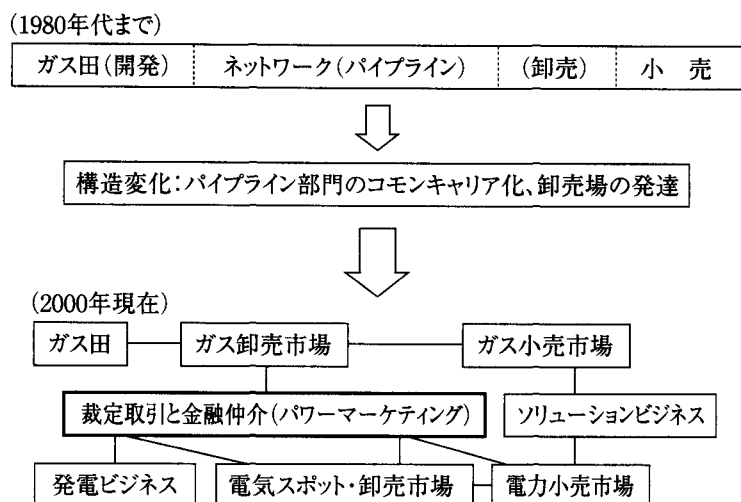 (1980年代まで)
ガス田(開発) ネットワーク(パイプライン) (卸売) 小 売
構造変化：パイプライン部門のコモンキャリア化、卸売場の発達
(2000年現在)
ガス田 ガス卸売市場 ガス小売市場
裁定取引と金融仲介(パワーマーケティング) ソリューションビジネス
発電ビジネス 電気スポット・卸売市場 電力小売市場